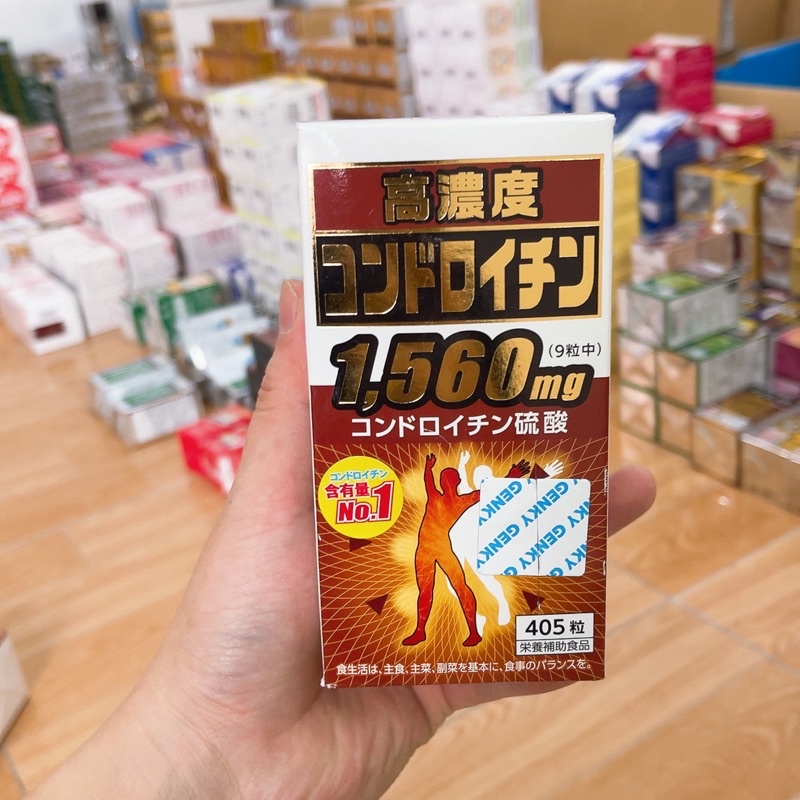 高濃度
コンドロイチン
1,560mg (9粒中)
コンドロイチン硫酸
コンドロイチン
含有量
No.1
GENKY GENKY
GENKY GENKY
405粒
栄養補助食品
食生活は、主食、主菜、副菜を基本に、食事のバランスを。